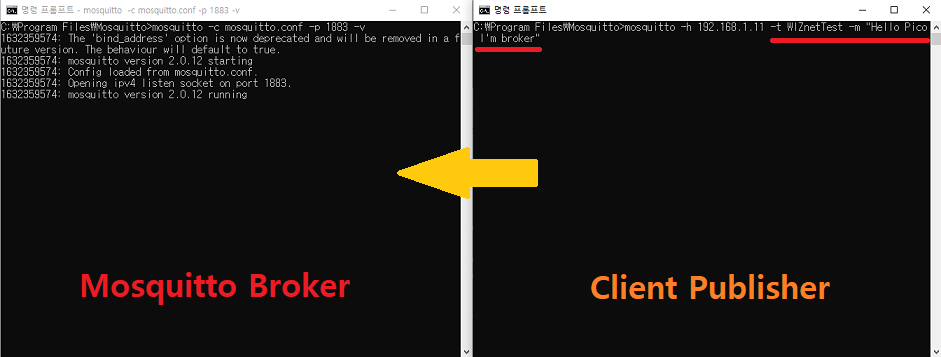 명령 프롬프트 - mosquitto -c mosquitto.conf -p 1883 -v
C:₩Program Files₩Mosquitto>mosquitto -c mosquitto.conf -p 1883 -v
1632359574: The 'bind_address' option is now deprecated and will be removed in a f
uture version. The behaviour will default to true.
1632359574: mosquitto version 2.0.12 starting
1632359574: Config loaded from mosquitto.conf.
1632359574: Opening ipv4 listen socket on port 1883.
1632359574: mosquitto version 2.0.12 running
Mosquitto Broker
명령 프롬프트
C:₩Program Files₩Mosquitto>mosquitto -h 192.168.1.11 -t WIZnetTest -m "Hello Pico
I'm broker"
Client Publisher